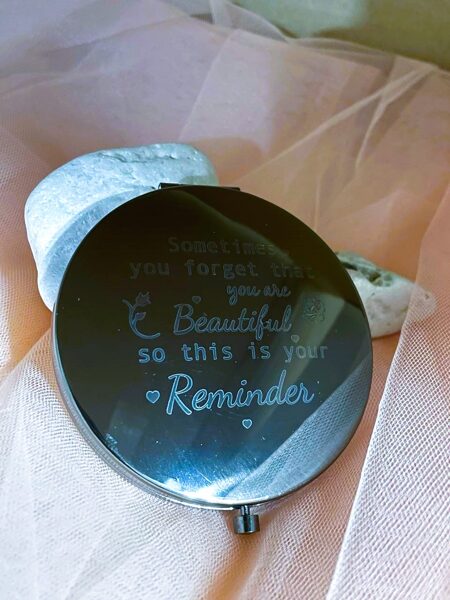 Sometimes
you forget that
you are
Beautiful
so this is your
Reminder